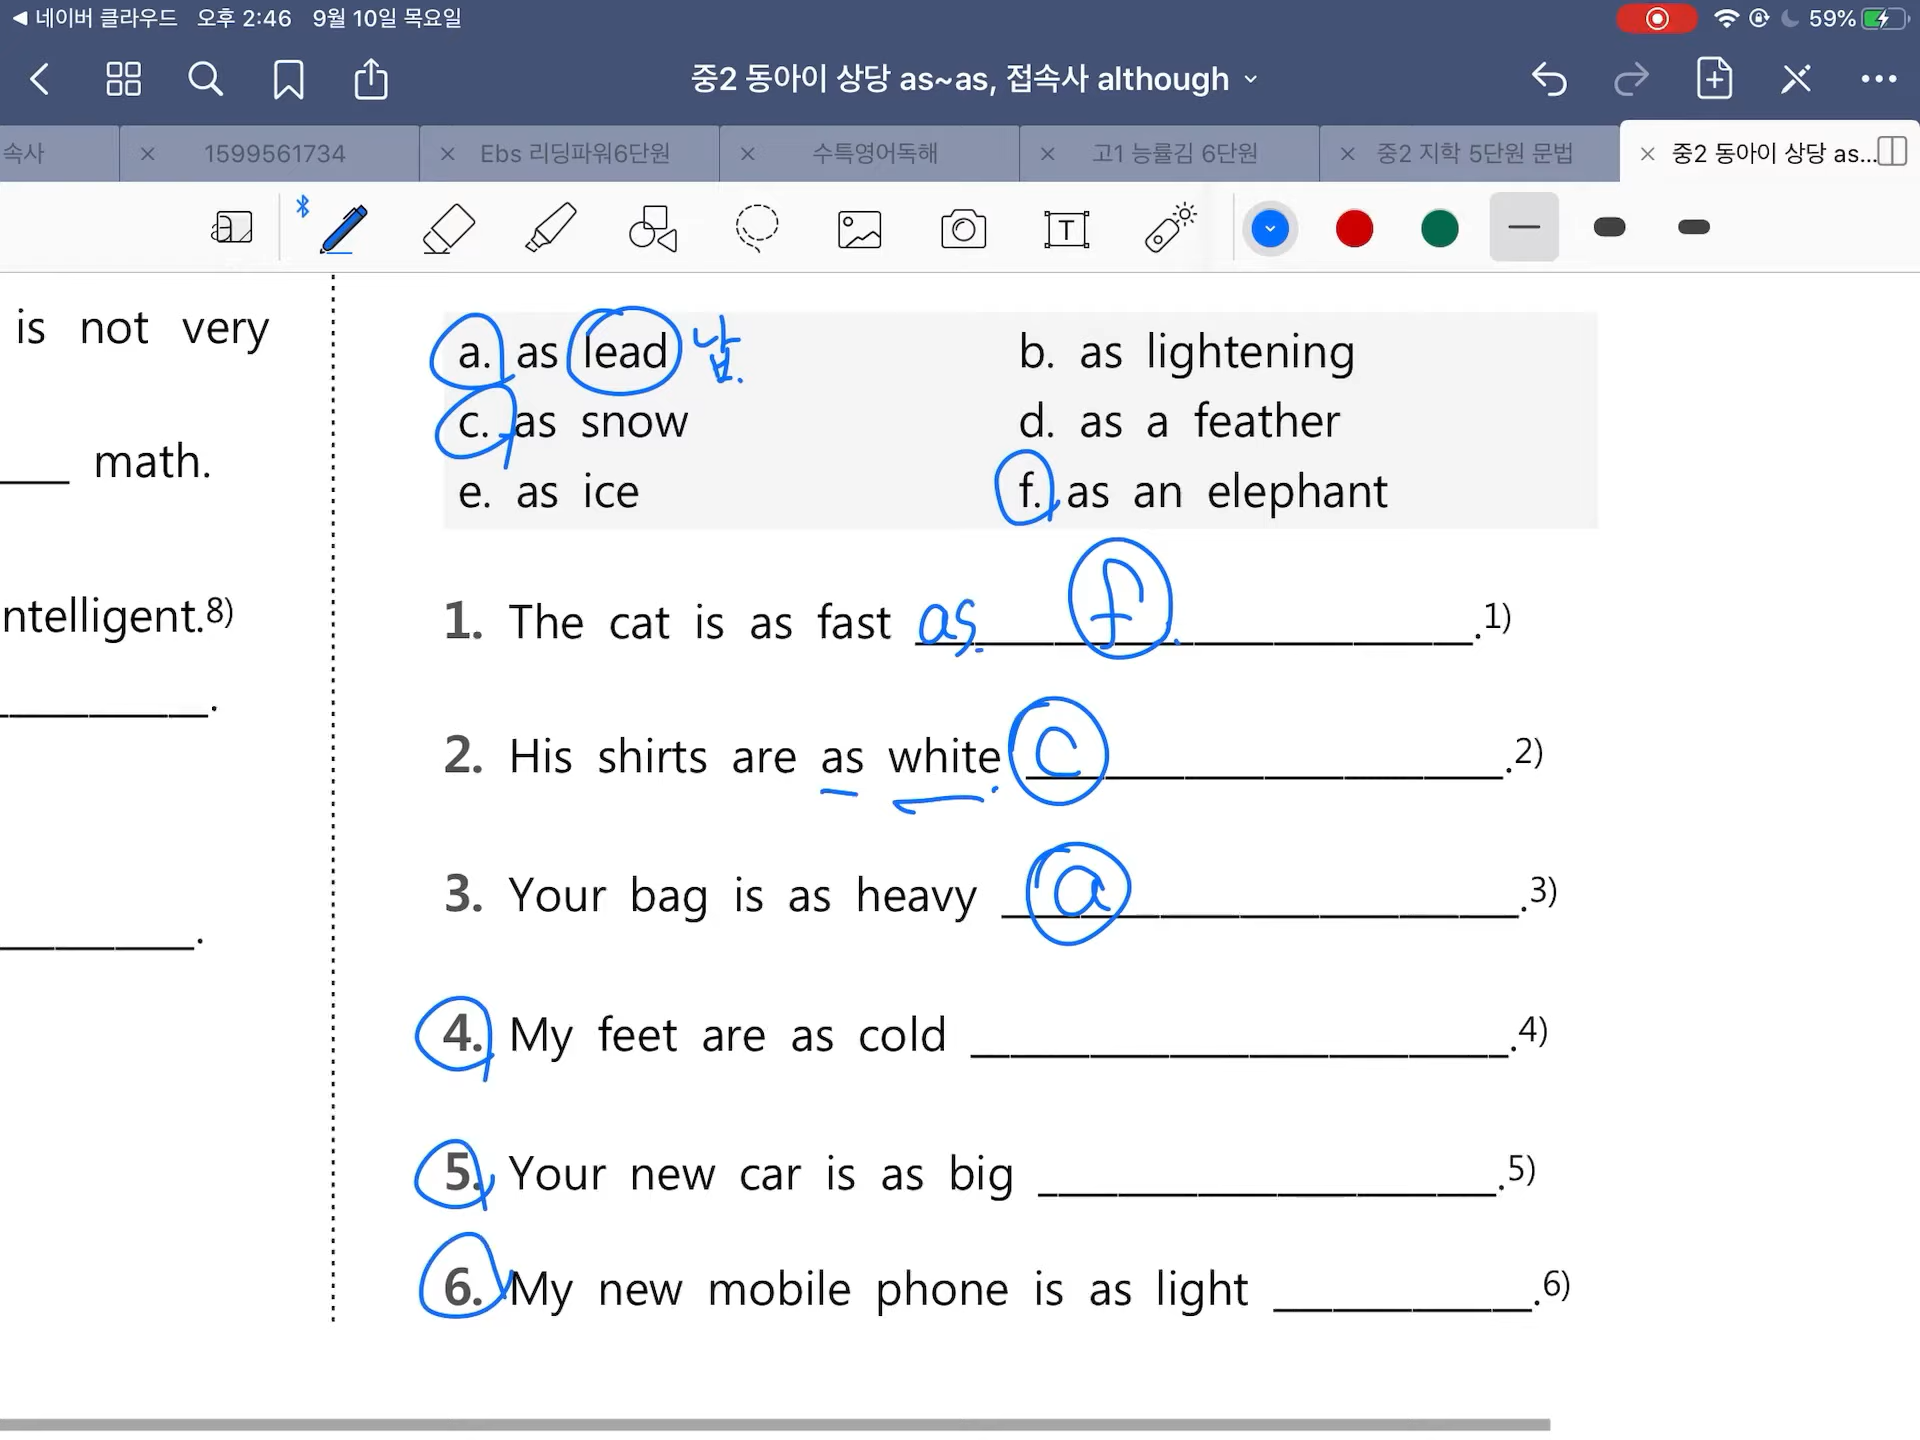 ◀ 네이버 클라우드 오후 2:46 9월 10일 목요일 59%
중2 동아이 상당 as~as, 접속사 although
속사 × 1599561734 × Ebs 리딩파워6단원 × 수특영어독해 × 고1 능률김 6단원 × 중2 지학 5단원 문법 × 중2 동아이 상당 as...
is not very
math.
ntelligent.8)
a. as lead 납. b. as lightening
c. as snow d. as a feather
e. as ice f. as an elephant
1. The cat is as fast as f .1)
2. His shirts are as white c .2)
3. Your bag is as heavy a .3)
4. My feet are as cold ________.4)
5. Your new car is as big ________.5)
6. My new mobile phone is as light ________.6)